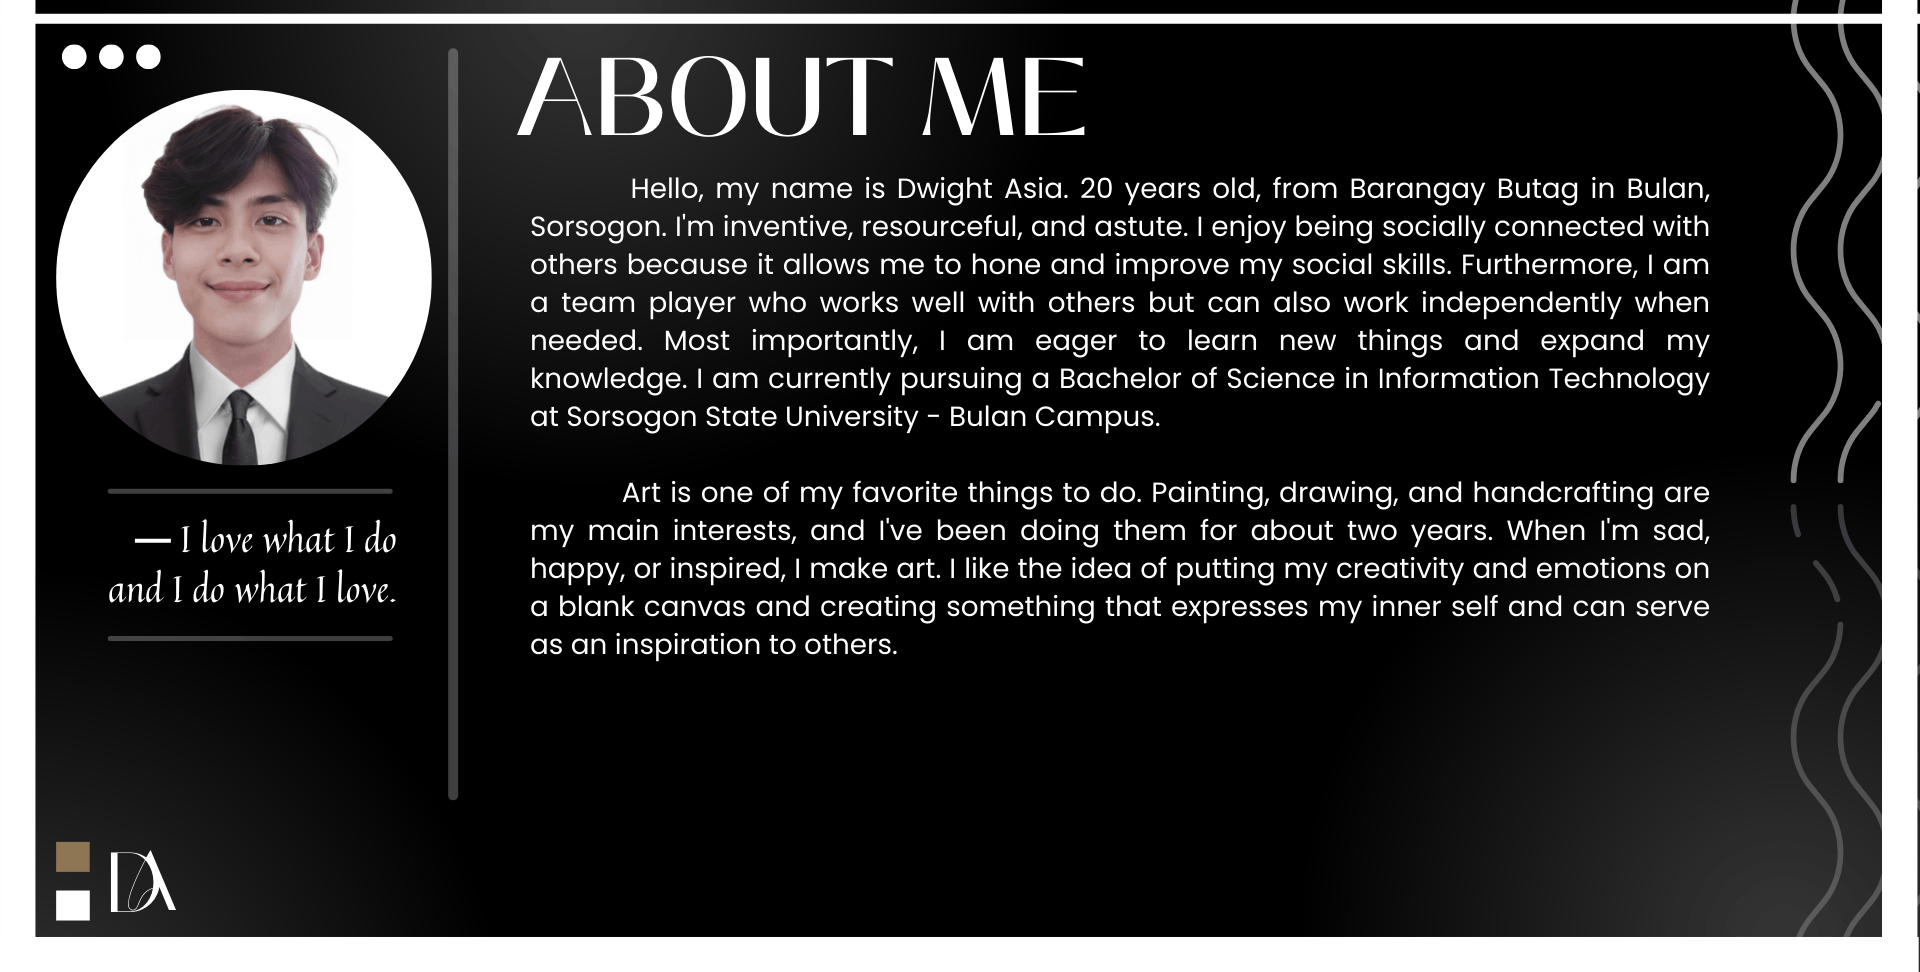 ABOUT ME
Hello, my name is Dwight Asia. 20 years old, from Barangay Butag in Bulan,
Sorsogon. I'm inventive, resourceful, and astute. I enjoy being socially connected with
others because it allows me to hone and improve my social skills. Furthermore, I am
a team player who works well with others but can also work independently when
needed. Most importantly, I am eager to learn new things and expand my
knowledge. I am currently pursuing a Bachelor of Science in Information Technology
at Sorsogon State University - Bulan Campus.
Art is one of my favorite things to do. Painting, drawing, and handcrafting are
my main interests, and I've been doing them for about two years. When I'm sad,
happy, or inspired, I make art. I like the idea of putting my creativity and emotions on
a blank canvas and creating something that expresses my inner self and can serve
as an inspiration to others.
— I love what I do
and I do what I love.
DA